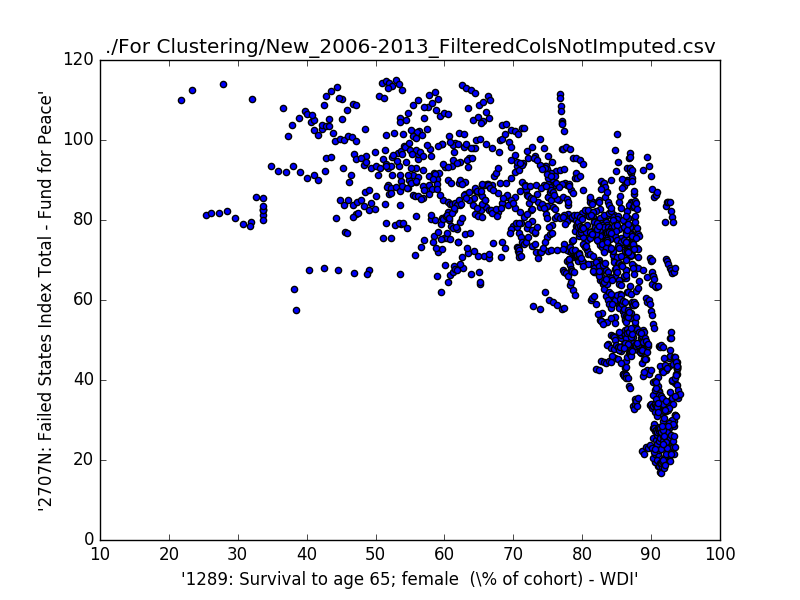 ./For Clustering/New_2006-2013_FilteredColsNotImputed.csv
120
100
80
60
40
20
0
'2707N: Failed States Index Total - Fund for Peace'
10 20 30 40 50 60 70 80 90 100
'1289: Survival to age 65; female  (\% of cohort) - WDI'